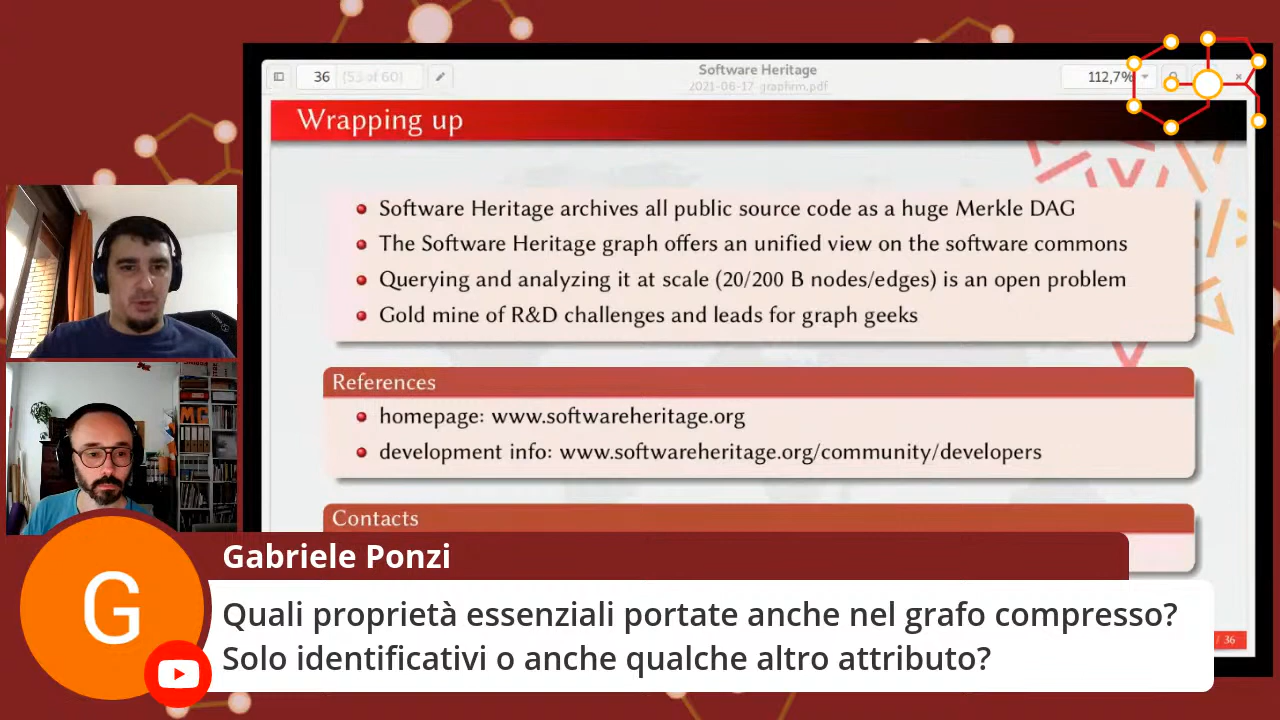 36 (53 of 60)
Software Heritage
2021-06-17_graphrm.pdf
112,7%
Wrapping up
Software Heritage archives all public source code as a huge Merkle DAG
The Software Heritage graph offers an unified view on the software commons
Querying and analyzing it at scale (20/200 B nodes/edges) is an open problem
Gold mine of R&D challenges and leads for graph geeks
References
homepage: www.softwareheritage.org
development info: www.softwareheritage.org/community/developers
Contacts
/ 36
Gabriele Ponzi
G
Quali proprietà essenziali portate anche nel grafo compresso?
Solo identificativi o anche qualche altro attributo?